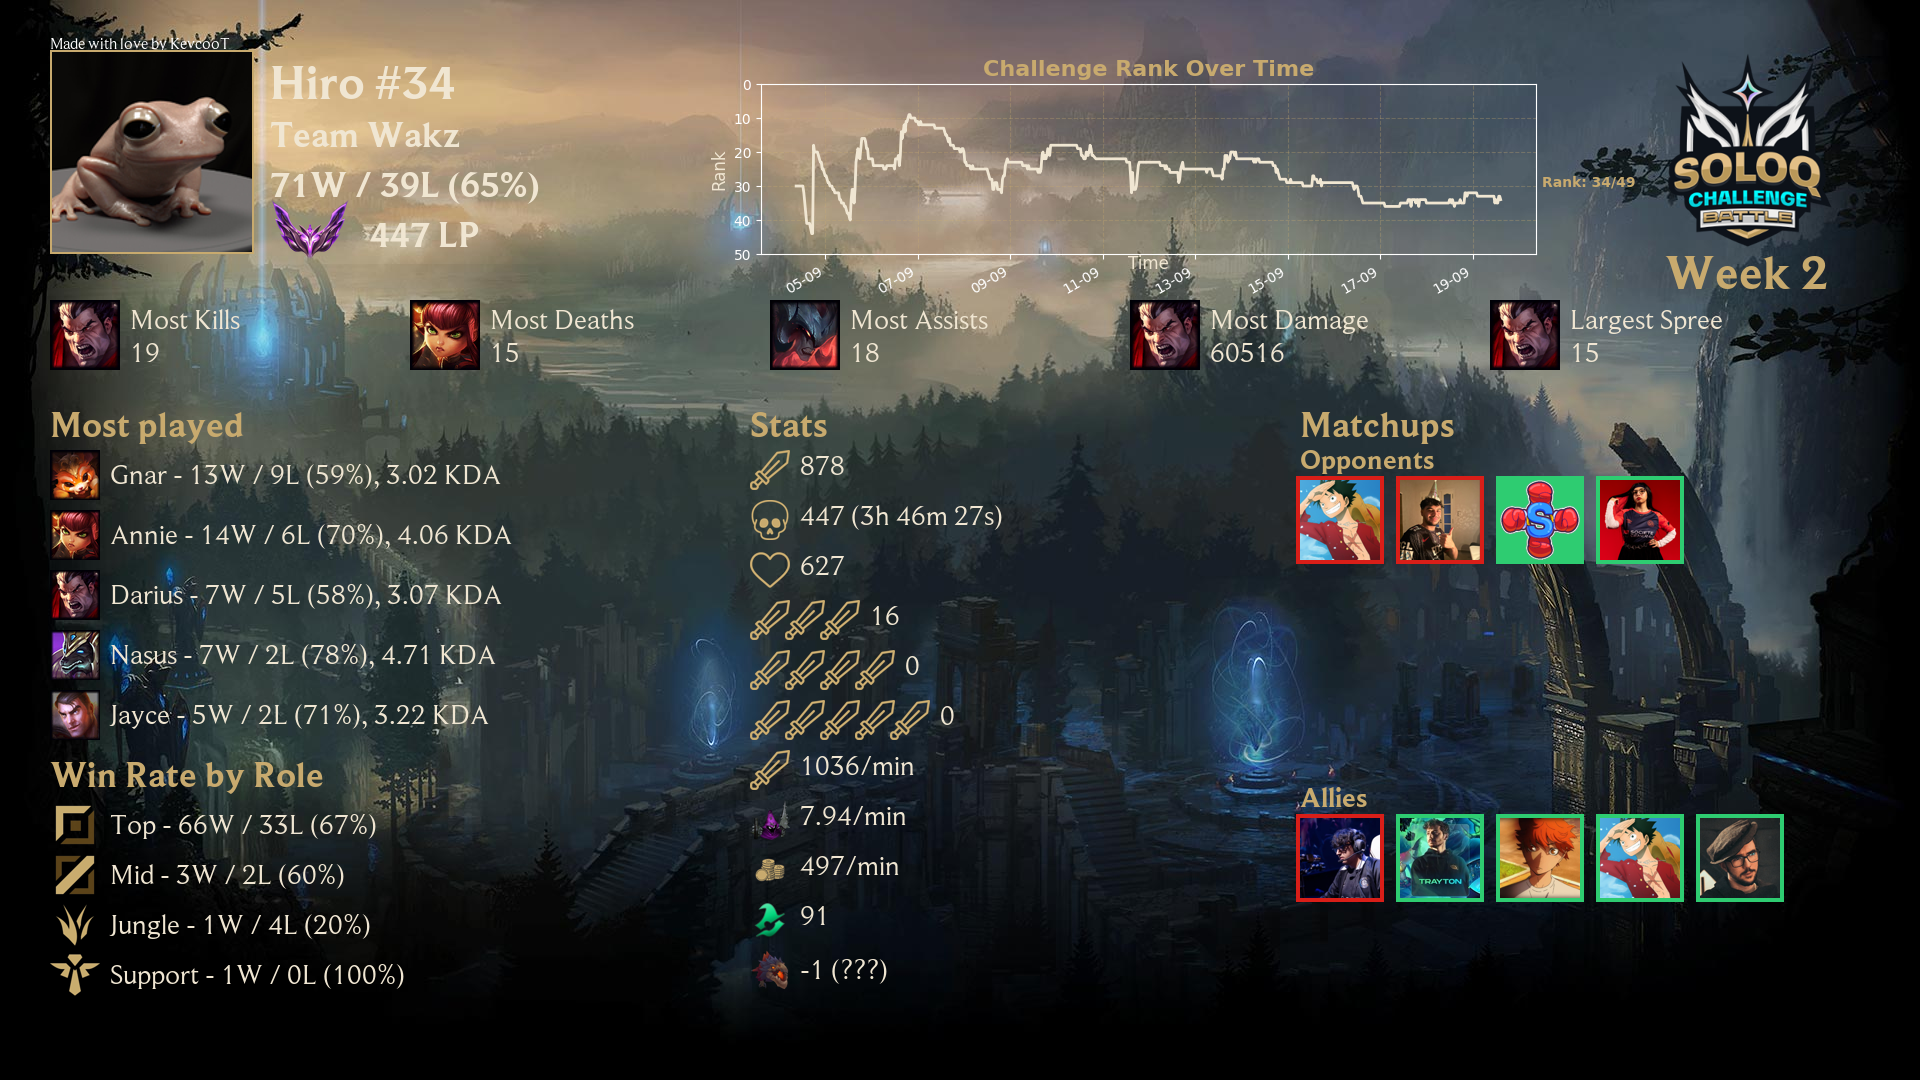 Made with love by KevcooT
Hiro #34
Team Wakz
71W / 39L (65%)
447 LP
Challenge Rank Over Time
Rank
0
10
20
30
40
50
05-09
07-09
09-09
11-09
13-09
15-09
17-09
19-09
Time
Rank: 34/49
SOLOQ
CHALLENGE
BATTLE
Week 2
Most Kills
19
Most Deaths
15
Most Assists
18
Most Damage
60516
Largest Spree
15
Most played
Gnar - 13W / 9L (59%), 3.02 KDA
Annie - 14W / 6L (70%), 4.06 KDA
Darius - 7W / 5L (58%), 3.07 KDA
Nasus - 7W / 2L (78%), 4.71 KDA
Jayce - 5W / 2L (71%), 3.22 KDA
Win Rate by Role
Top - 66W / 33L (67%)
Mid - 3W / 2L (60%)
Jungle - 1W / 4L (20%)
Support - 1W / 0L (100%)
Stats
878
447 (3h 46m 27s)
627
16
0
0
1036/min
7.94/min
497/min
91
-1 (???)
Matchups
Opponents
S
Allies
TRAYTON